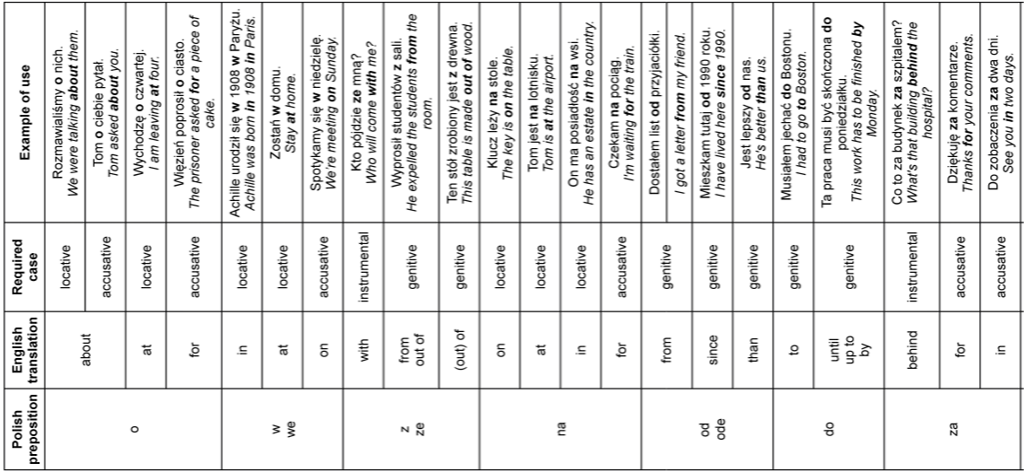 Polish
preposition
English
translation
Required
case
Example of use
o
about
locative
Rozmawialiśmy o nich.
We were talking about them.
accusative
Tom o ciebie pytał.
Tom asked about you.
at
locative
Wychodzę o czwartej.
I am leaving at four.
for
accusative
Więzień poprosił o ciasto.
The prisoner asked for a piece of
cake.
w
we
in
locative
Achille urodził się w 1908 w Paryżu.
Achille was born in 1908 in Paris.
at
locative
Zostań w domu.
Stay at home.
on
accusative
Spotykamy się w niedzielę.
We're meeting on Sunday.
z
ze
with
instrumental
Kto pójdzie ze mną?
Who will come with me?
from
out of
genitive
Wyprosił studentów z sali.
He expelled the students from the
room.
(out) of
genitive
Ten stół zrobiony jest z drewna.
This table is made out of wood.
na
on
locative
Klucz leży na stole.
The key is on the table.
at
locative
Tom jest na lotnisku.
Tom is at the airport.
in
locative
On ma posiadłość na wsi.
He has an estate in the country.
for
accusative
Czekam na pociąg.
I'm waiting for the train.
od
ode
from
genitive
Dostałem list od przyjaciółki.
I got a letter from my friend.
since
genitive
Mieszkam tutaj od 1990 roku.
I have lived here since 1990.
than
genitive
Jest lepszy od nas.
He's better than us.
do
to
genitive
Musiałem jechać do Bostonu.
I had to go to Boston.
until
up to
by
genitive
Ta praca musi być skończona do
poniedziałku.
This work has to be finished by
Monday.
za
behind
instrumental
Co to za budynek za szpitalem?
What's that building behind the
hospital?
for
accusative
Dziękuję za komentarze.
Thanks for your comments.
in
accusative
Do zobaczenia za dwa dni.
See you in two days.